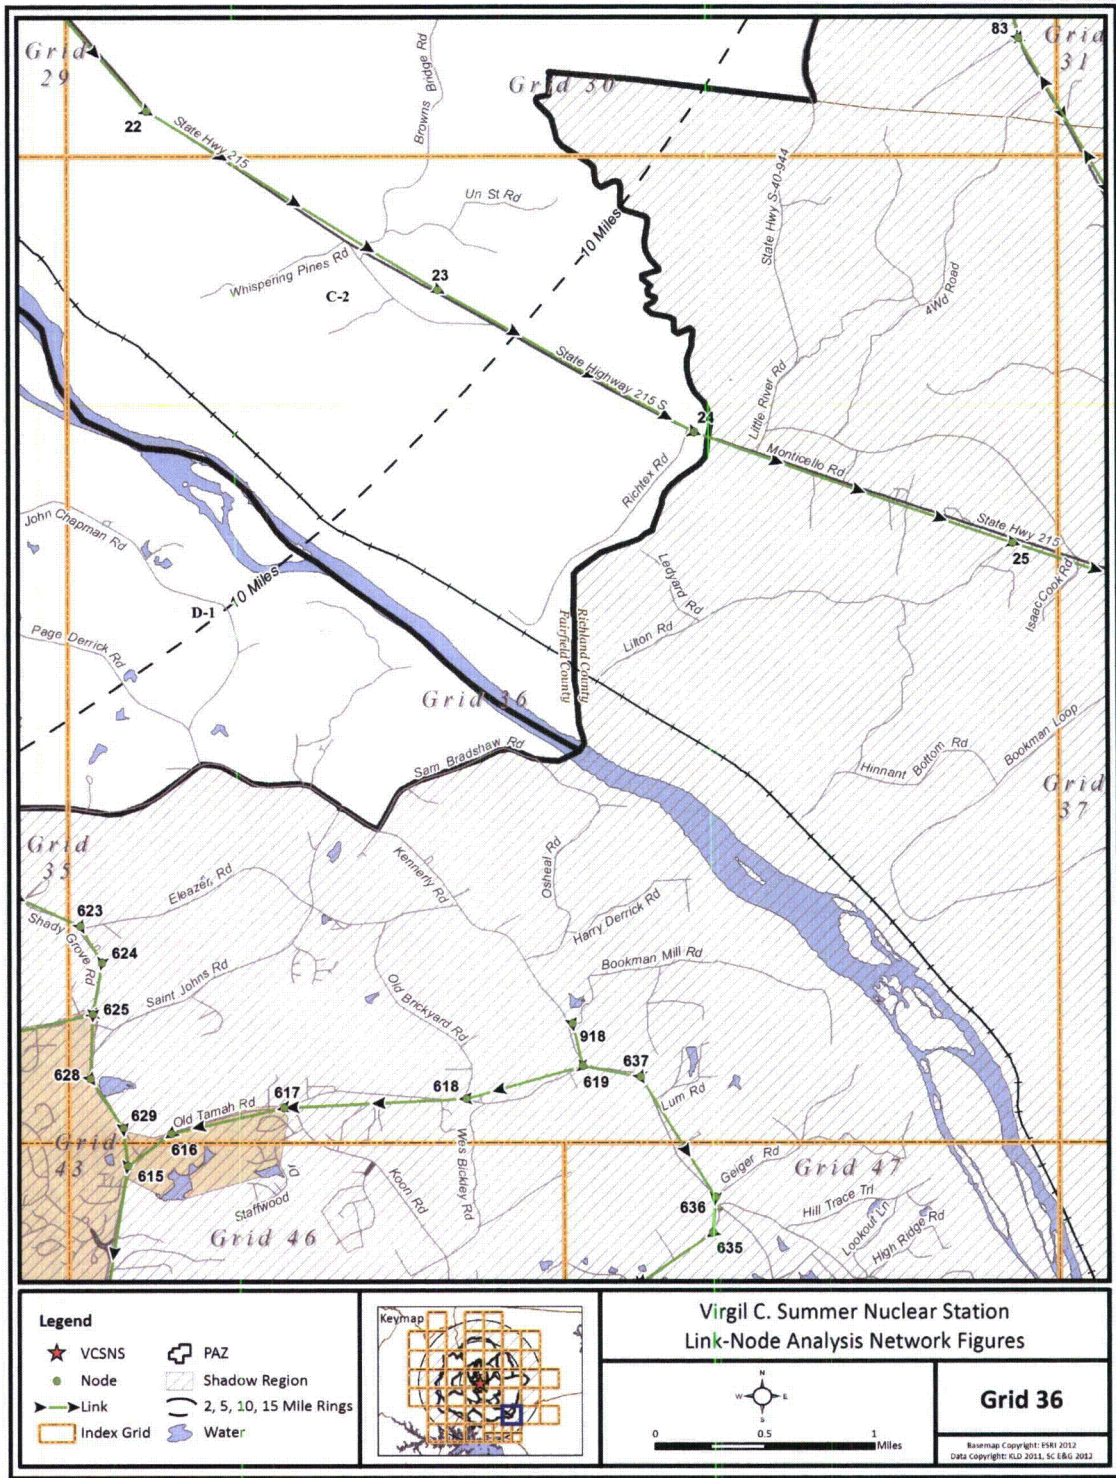 Grid
29
Grid 30
83
Grid
31
22
State Hwy 215
Browns Bridge Rd
Un St Rd
State Hwy S-40-944
10 Miles
Whispering Pines Rd
C-2
23
4Wd Road
State Highway 215 S
24
Little River Rd
Monticello Rd
Richtex Rd
State Hwy 215
25
Isaac Cook Rd
John Chapman Rd
10 Miles
D-1
Ledyard Rd
Lilton Rd
Richland County
Fairfield County
Page Derrick Rd
Grid 36
Sam Bradshaw Rd
Hinnant Bottom Rd
Bookman Loop
Grid
37
Grid
35
Kennerly Rd
Osheal Rd
Eleazer Rd
Harry Derrick Rd
623
Shady Grove Rd
624
Saint Johns Rd
Old Brickyard Rd
Bookman Mill Rd
625
918
628
617
618
619
637
Lum Rd
629
Old Tamah Rd
616
Grid
43
615
Wes Bickley Rd
Koon Rd
Staffwood Dr
Grid 46
Geiger Rd
Grid 47
636
635
Hill Trace Trl
Lookout Ln
High Ridge Rd
Legend
VCSNS
PAZ
Node
Shadow Region
Link
2, 5, 10, 15 Mile Rings
Index Grid
Water
Keymap
Virgil C. Summer Nuclear Station
Link-Node Analysis Network Figures
N
W
E
S
0
0.5
1
Miles
Grid 36
Basemap Copyright: ESRI 2012
Data Copyright: KLD 2011, SC E&G 2012